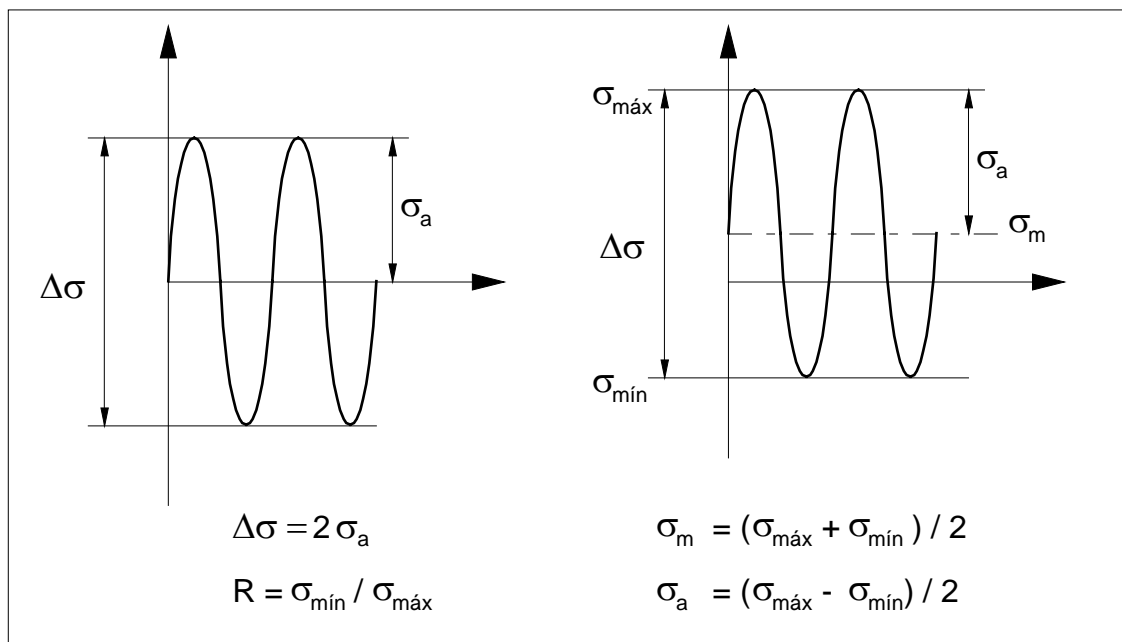 σa
Δσ
Δσ = 2 σa
R = σmín / σmáx
σmáx
σa
σm
Δσ
σmín
σm = (σmáx + σmín ) / 2
σa = (σmáx - σmín) / 2